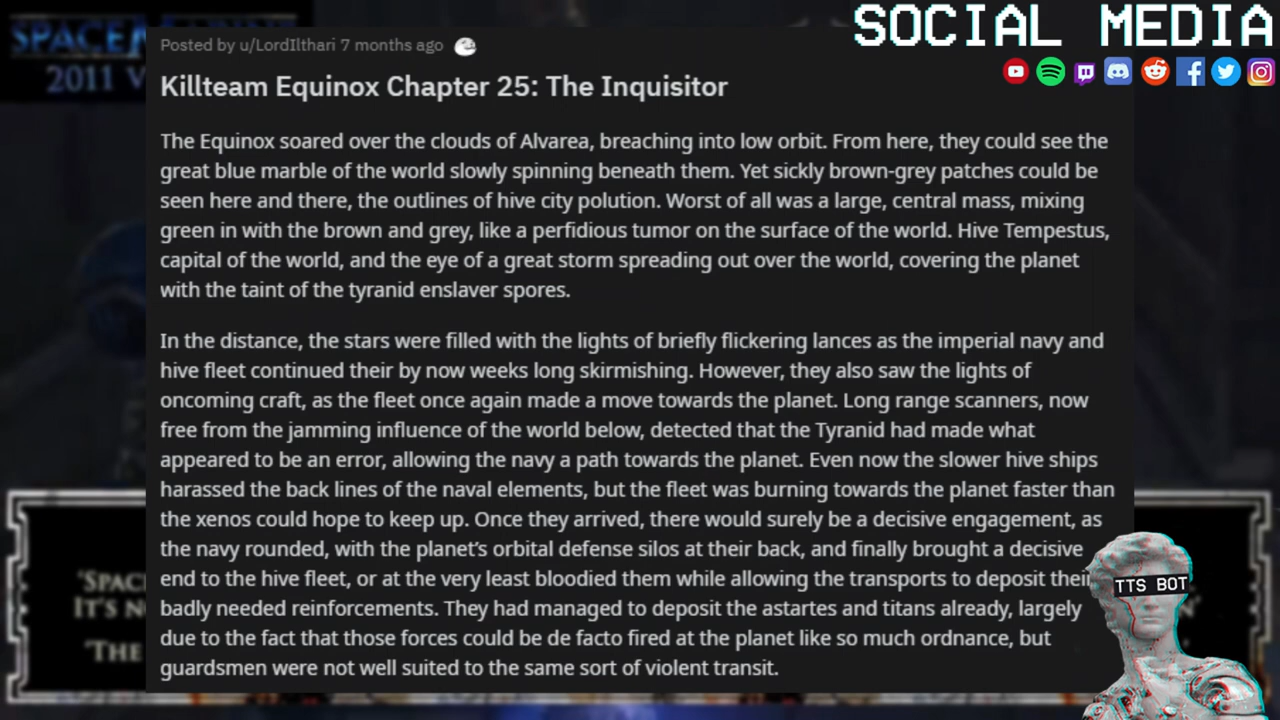 SOCIAL MEDIA
SPACE
2011 V
Posted by u/LordIlthari 7 months ago
Killteam Equinox Chapter 25: The Inquisitor
The Equinox soared over the clouds of Alvarea, breaching into low orbit. From here, they could see the
great blue marble of the world slowly spinning beneath them. Yet sickly brown-grey patches could be
seen here and there, the outlines of hive city polution. Worst of all was a large, central mass, mixing
green in with the brown and grey, like a perfidious tumor on the surface of the world. Hive Tempestus,
capital of the world, and the eye of a great storm spreading out over the world, covering the planet
with the taint of the tyranid enslaver spores.
In the distance, the stars were filled with the lights of briefly flickering lances as the imperial navy and
hive fleet continued their by now weeks long skirmishing. However, they also saw the lights of
oncoming craft, as the fleet once again made a move towards the planet. Long range scanners, now
free from the jamming influence of the world below, detected that the Tyranid had made what
appeared to be an error, allowing the navy a path towards the planet. Even now the slower hive ships
harassed the back lines of the naval elements, but the fleet was burning towards the planet faster than
the xenos could hope to keep up. Once they arrived, there would surely be a decisive engagement, as
the navy rounded, with the planet's orbital defense silos at their back, and finally brought a decisive
end to the hive fleet, or at the very least bloodied them while allowing the transports to deposit their
badly needed reinforcements. They had managed to deposit the astartes and titans already, largely
due to the fact that those forces could be de facto fired at the planet like so much ordnance, but
guardsmen were not well suited to the same sort of violent transit.
'SPAC
IT'S N
'THE
TTS BOT